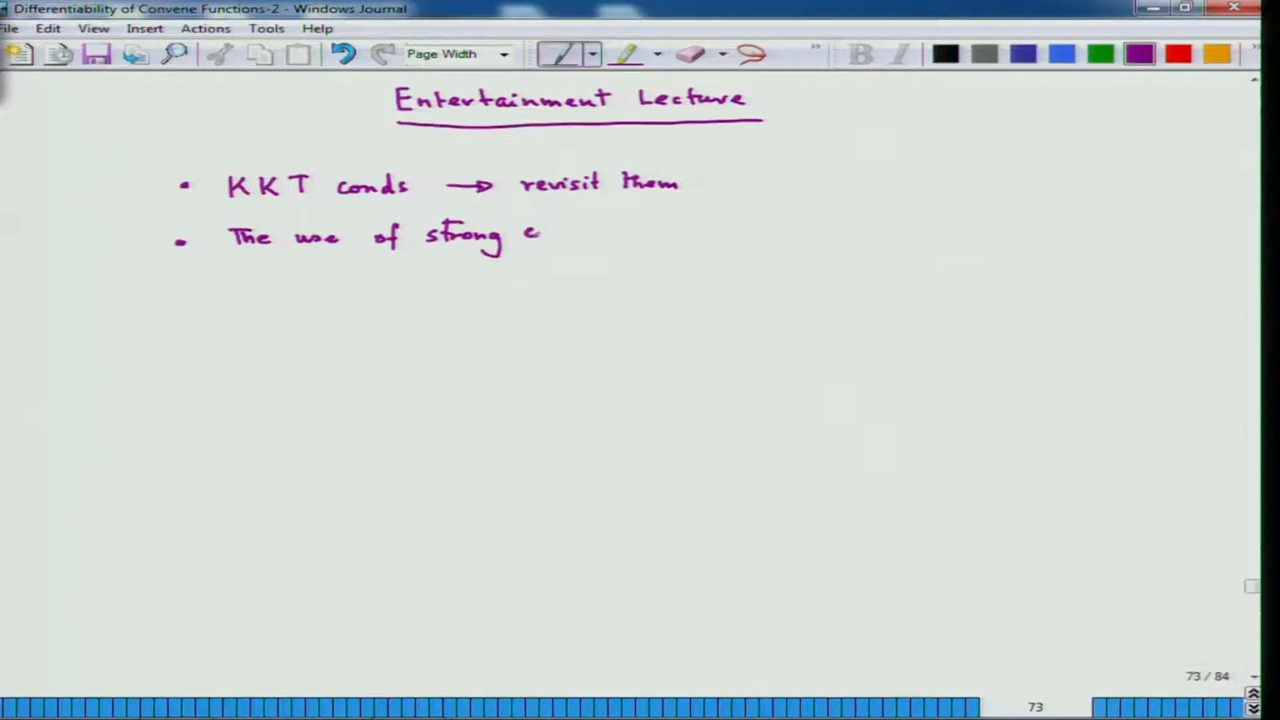 Differentiability of Convene Functions-2 - Windows Journal
File Edit View Insert Actions Tools Help
Page Width B I
Entertainment Lecture
• KKT conds → revisit them
• The use of strong c
73 / 84
73